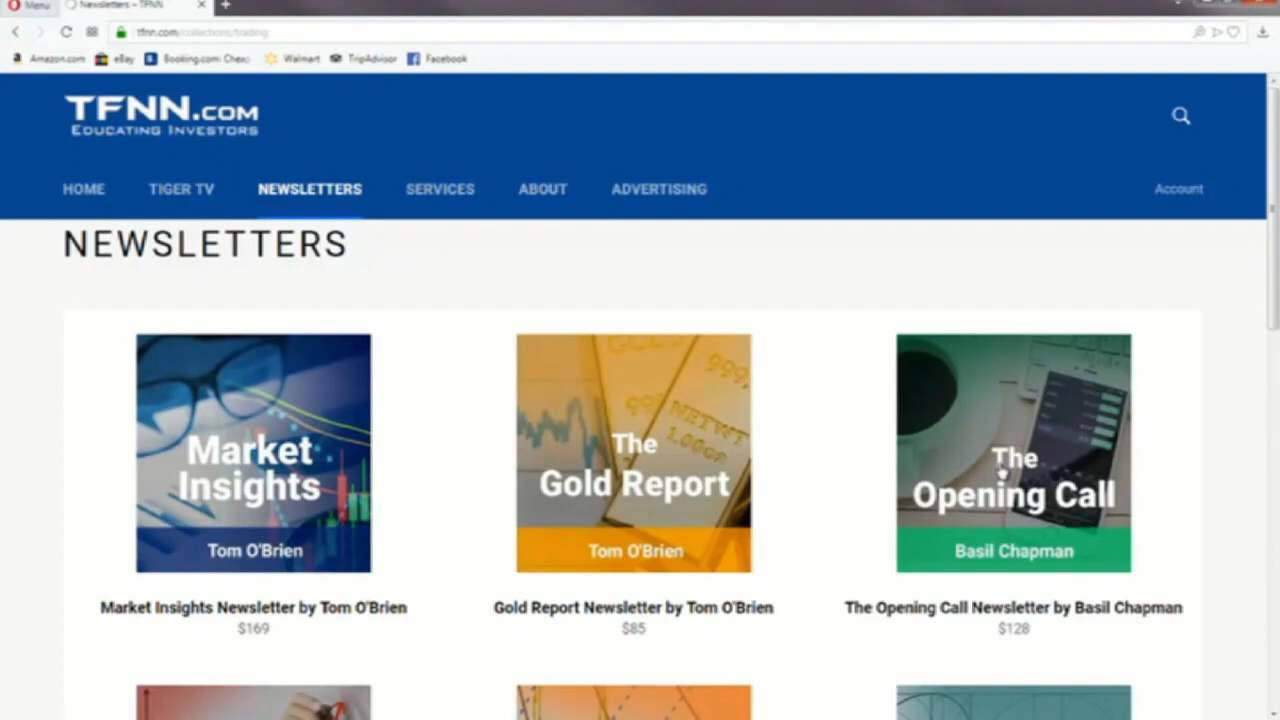 Menu
Newsletters – TFNN
tfnn.com/collections/trading
Amazon.com
eBay
Booking.com: Cheap
Walmart
TripAdvisor
Facebook
TFNN.COM
EDUCATING INVESTORS
HOME
TIGER TV
NEWSLETTERS
SERVICES
ABOUT
ADVERTISING
Account
NEWSLETTERS
Market
Insights
Tom O'Brien
Market Insights Newsletter by Tom O'Brien
$169
The
Gold Report
Tom O'Brien
Gold Report Newsletter by Tom O'Brien
$85
The
Opening Call
Basil Chapman
The Opening Call Newsletter by Basil Chapman
$128